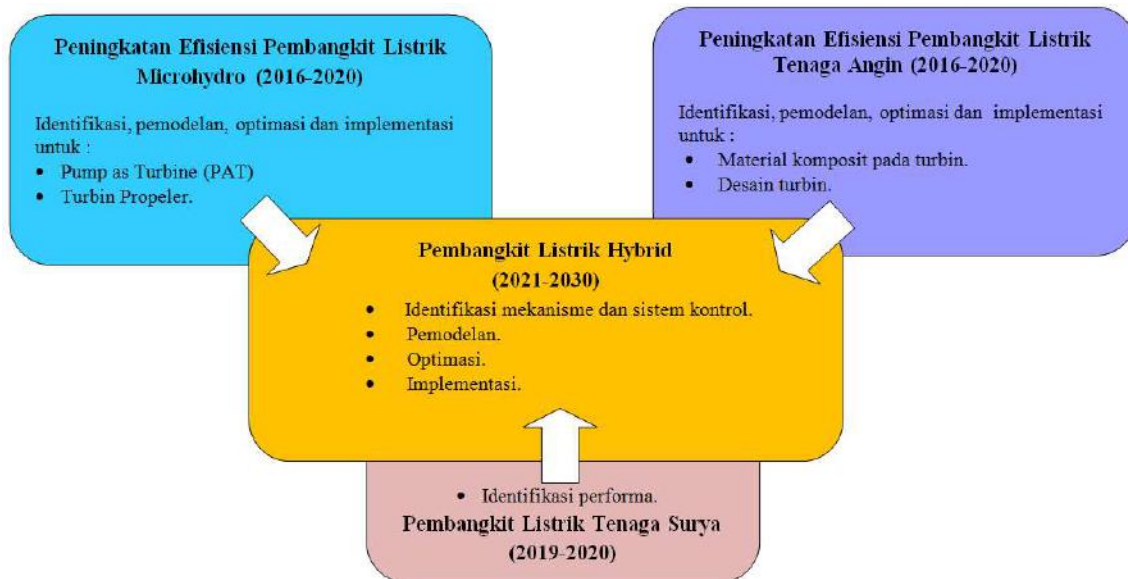 Peningkatan Efisiensi Pembangkit Listrik
Microhydro (2016-2020)
Identifikasi, pemodelan, optimasi dan implementasi
untuk :
• Pump as Turbine (PAT)
• Turbin Propeler.
Peningkatan Efisiensi Pembangkit Listrik
Tenaga Angin (2016-2020)
Identifikasi, pemodelan, optimasi dan implementasi
untuk :
• Material komposit pada turbin.
• Desain turbin.
Pembangkit Listrik Hybrid
(2021-2030)
• Identifikasi mekanisme dan sistem kontrol.
• Pemodelan.
• Optimasi.
• Implementasi.
• Identifikasi performa.
Pembangkit Listrik Tenaga Surya
(2019-2020)